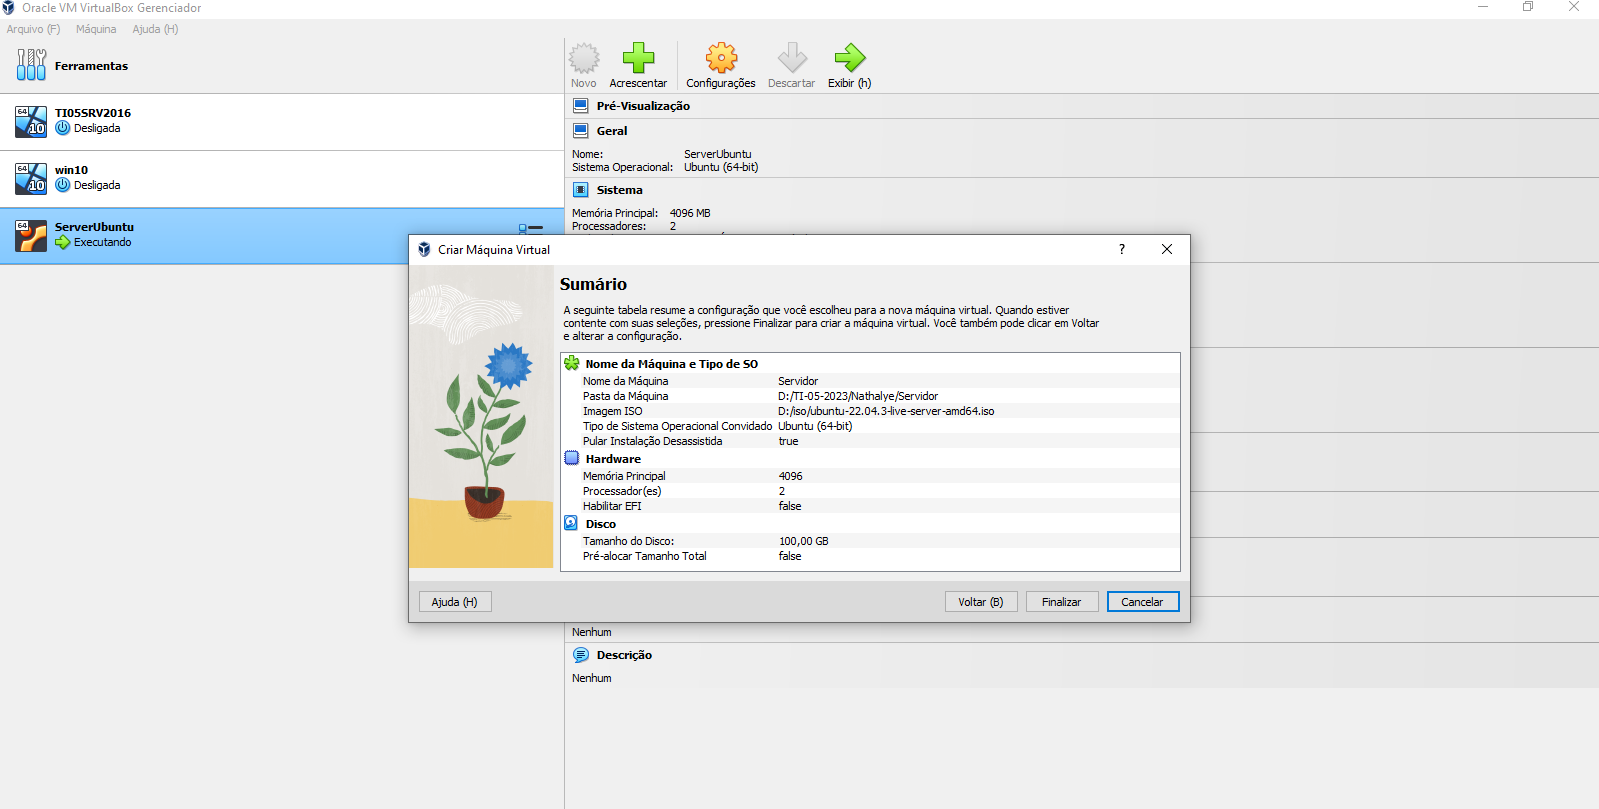 Oracle VM VirtualBox Gerenciador
Arquivo (F) Máquina Ajuda (H)
Ferramentas
Novo Acrescentar Configurações Descartar Exibir (h)
64 10 TI05SRV2016
Desligada
64 10 win10
Desligada
64 ServerUbuntu
Executando
Pré-Visualização
Geral
Nome: ServerUbuntu
Sistema Operacional: Ubuntu (64-bit)
Sistema
Memória Principal: 4096 MB
Processadores: 2
Criar Máquina Virtual ?
Sumário
A seguinte tabela resume a configuração que você escolheu para a nova máquina virtual. Quando estiver
contente com suas seleções, pressione Finalizar para criar a máquina virtual. Você também pode clicar em Voltar
e alterar a configuração.
Nome da Máquina e Tipo de SO
Nome da Máquina Servidor
Pasta da Máquina D:/TI-05-2023/Nathalye/Servidor
Imagem ISO D:/iso/ubuntu-22.04.3-live-server-amd64.iso
Tipo de Sistema Operacional Convidado Ubuntu (64-bit)
Pular Instalação Desassistida true
Hardware
Memória Principal 4096
Processador(es) 2
Habilitar EFI false
Disco
Tamanho do Disco: 100,00 GB
Pré-alocar Tamanho Total false
Ajuda (H) Voltar (B) Finalizar Cancelar
Nenhum
Descrição
Nenhum